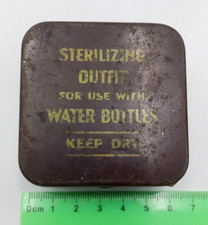 STERILIZING
OUTFIT
FOR USE WITH
WATER BOTTLES
KEEP DRY
0cm 1 2 3 4 5 6 7